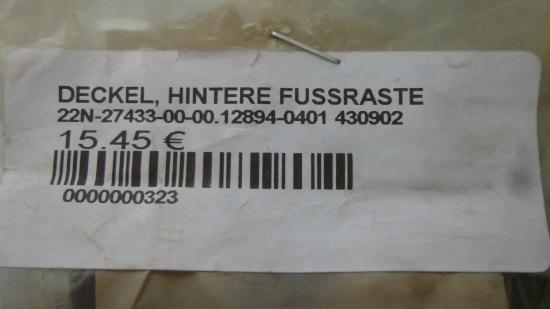 DECKEL, HINTERE FUSSRASTE
22N-27433-00-00.12894-0401 430902
15.45 €
0000000323